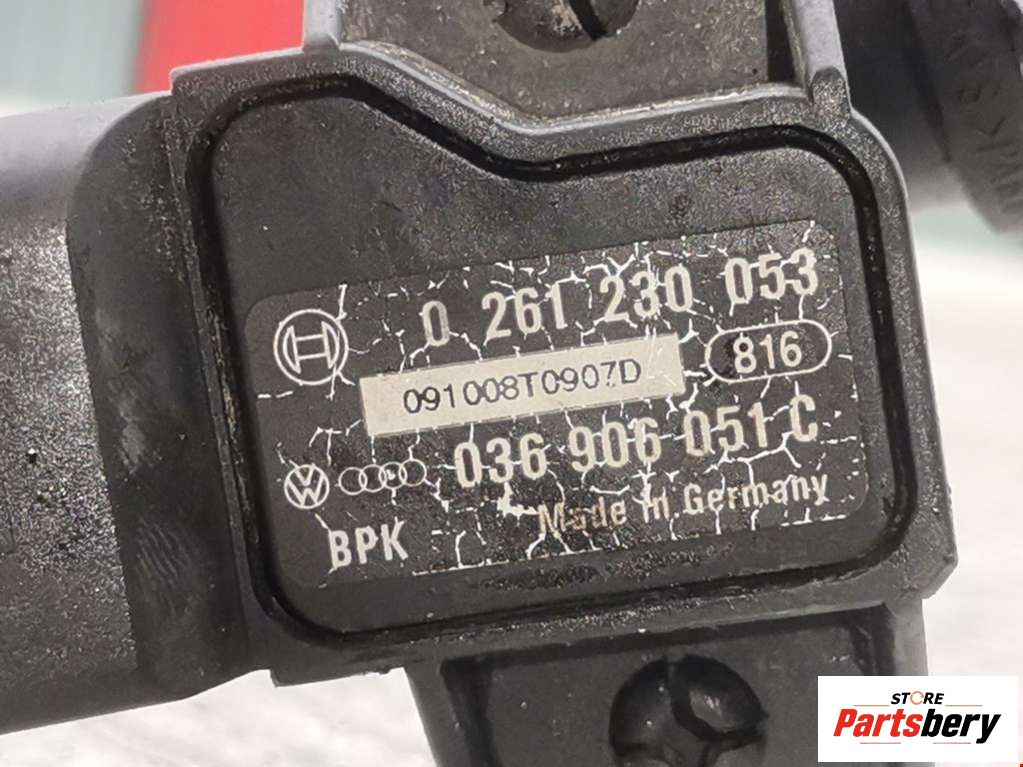 0 261 230 053
091008T0907D
816
036 906 051 C
BPK
Made in Germany
STORE
Partsbery